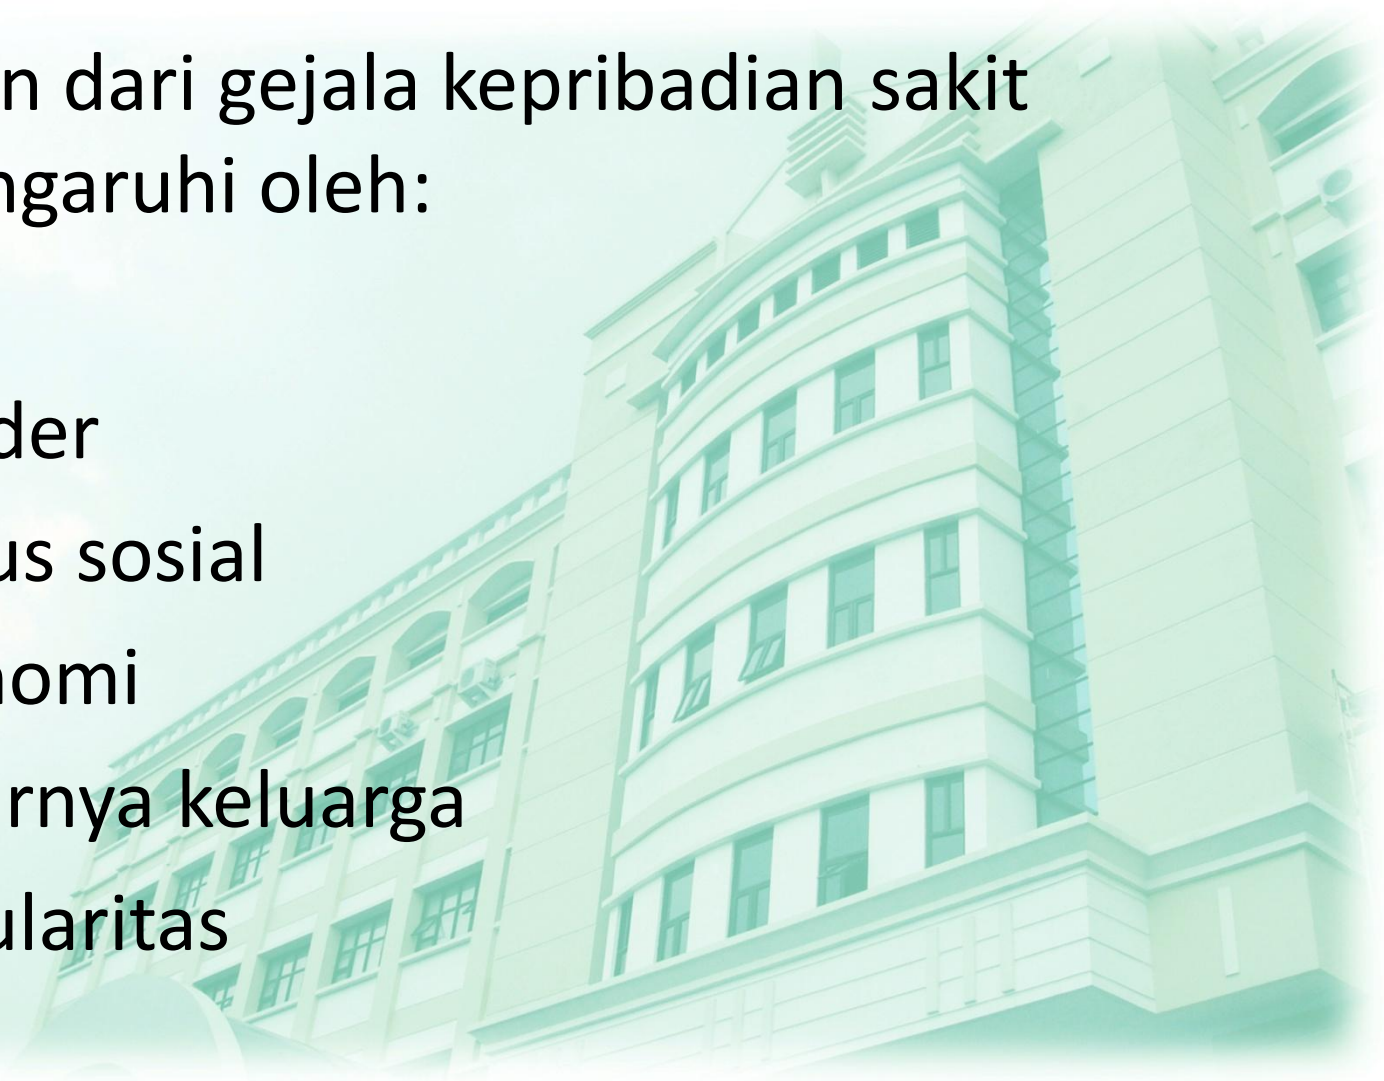 n dari gejala kepribadian sakit
ngaruhi oleh:
der
us sosial
nomi
rnya keluarga
ularitas